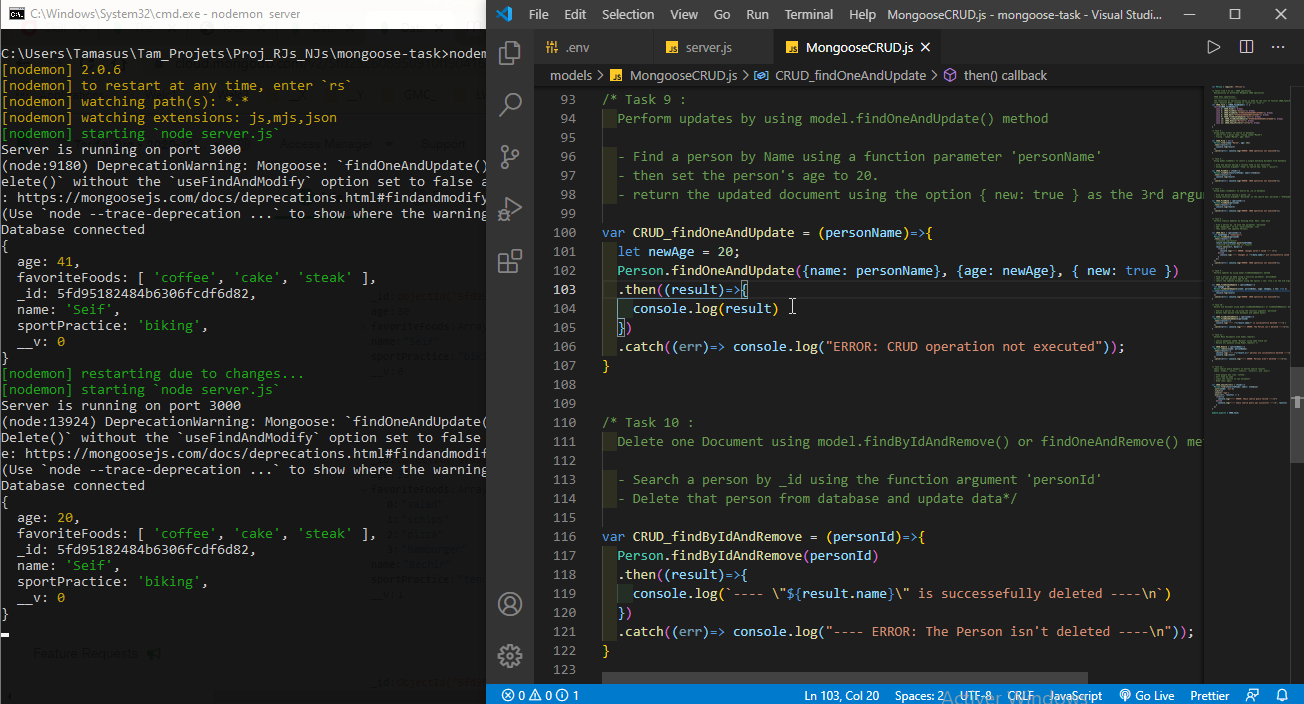 C:\Windows\System32\cmd.exe - nodemon server
C:\Users\Tamasus\Tam_Projets\Proj_RJs_NJs\mongoose-task>nodem
[nodemon] 2.0.6
[nodemon] to restart at any time, enter `rs`
[nodemon] watching path(s): *.*
[nodemon] watching extensions: js,mjs,json
[nodemon] starting `node server.js`
Server is running on port 3000
(node:9180) DeprecationWarning: Mongoose: `findOneAndUpdate()
elete()` without the `useFindAndModify` option set to false a
: https://mongoosejs.com/docs/deprecations.html#findandmodify
(Use `node --trace-deprecation ...` to show where the warning
Database connected
{
age: 41,
favoriteFoods: [ 'coffee', 'cake', 'steak' ],
_id: 5fd95182484b6306fcdf6d82,
name: 'Seif',
sportPractice: 'biking',
__v: 0
}
[nodemon] restarting due to changes...
[nodemon] starting `node server.js`
Server is running on port 3000
(node:13924) DeprecationWarning: Mongoose: `findOneAndUpdate(
Delete()` without the `useFindAndModify` option set to false
e: https://mongoosejs.com/docs/deprecations.html#findandmodif
(Use `node --trace-deprecation ...` to show where the warning
Database connected
{
age: 20,
favoriteFoods: [ 'coffee', 'cake', 'steak' ],
_id: 5fd95182484b6306fcdf6d82,
name: 'Seif',
sportPractice: 'biking',
__v: 0
}
Feature Requests
File Edit Selection View Go Run Terminal Help MongooseCRUD.js - mongoose-task - Visual Studi...
.env JS server.js JS MongooseCRUD.js
models > JS MongooseCRUD.js > CRUD_findOneAndUpdate > then() callback
93 /* Task 9 :
94 Perform updates by using model.findOneAndUpdate() method
95
96 - Find a person by Name using a function parameter 'personName'
97 - then set the person's age to 20.
98 - return the updated document using the option { new: true } as the 3rd argu
99
100 var CRUD_findOneAndUpdate = (personName)=>{
101 let newAge = 20;
102 Person.findOneAndUpdate({name: personName}, {age: newAge}, { new: true })
103 .then((result)=>{
104 console.log(result)
105 })
106 .catch((err)=> console.log("ERROR: CRUD operation not executed"));
107 }
108
109
110 /* Task 10 :
111 Delete one Document using model.findByIdAndRemove() or findOneAndRemove() me
112
113 - Search a person by _id using the function argument 'personId'
114 - Delete that person from database and update data*/
115
116 var CRUD_findByIdAndRemove = (personId)=>{
117 Person.findByIdAndRemove(personId)
118 .then((result)=>{
119 console.log(`---- \"${result.name}\" is successefully deleted ----\n`)
120 })
121 .catch((err)=> console.log("---- ERROR: The Person isn't deleted ----\n"));
122 }
123
0 0 1 Ln 103, Col 20 Spaces: 2 UTF-8 CRLF JavaScript Go Live Prettier
Activer Windows